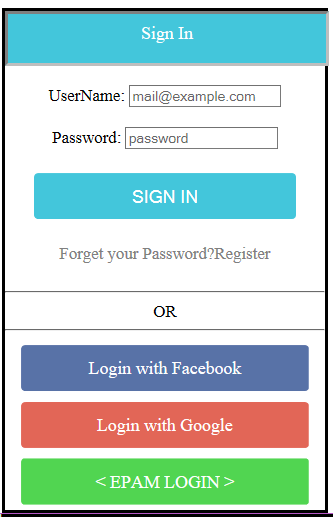 Sign In
UserName: mail@example.com
Password: password
SIGN IN
Forget your Password?Register
OR
Login with Facebook
Login with Google
< EPAM LOGIN >